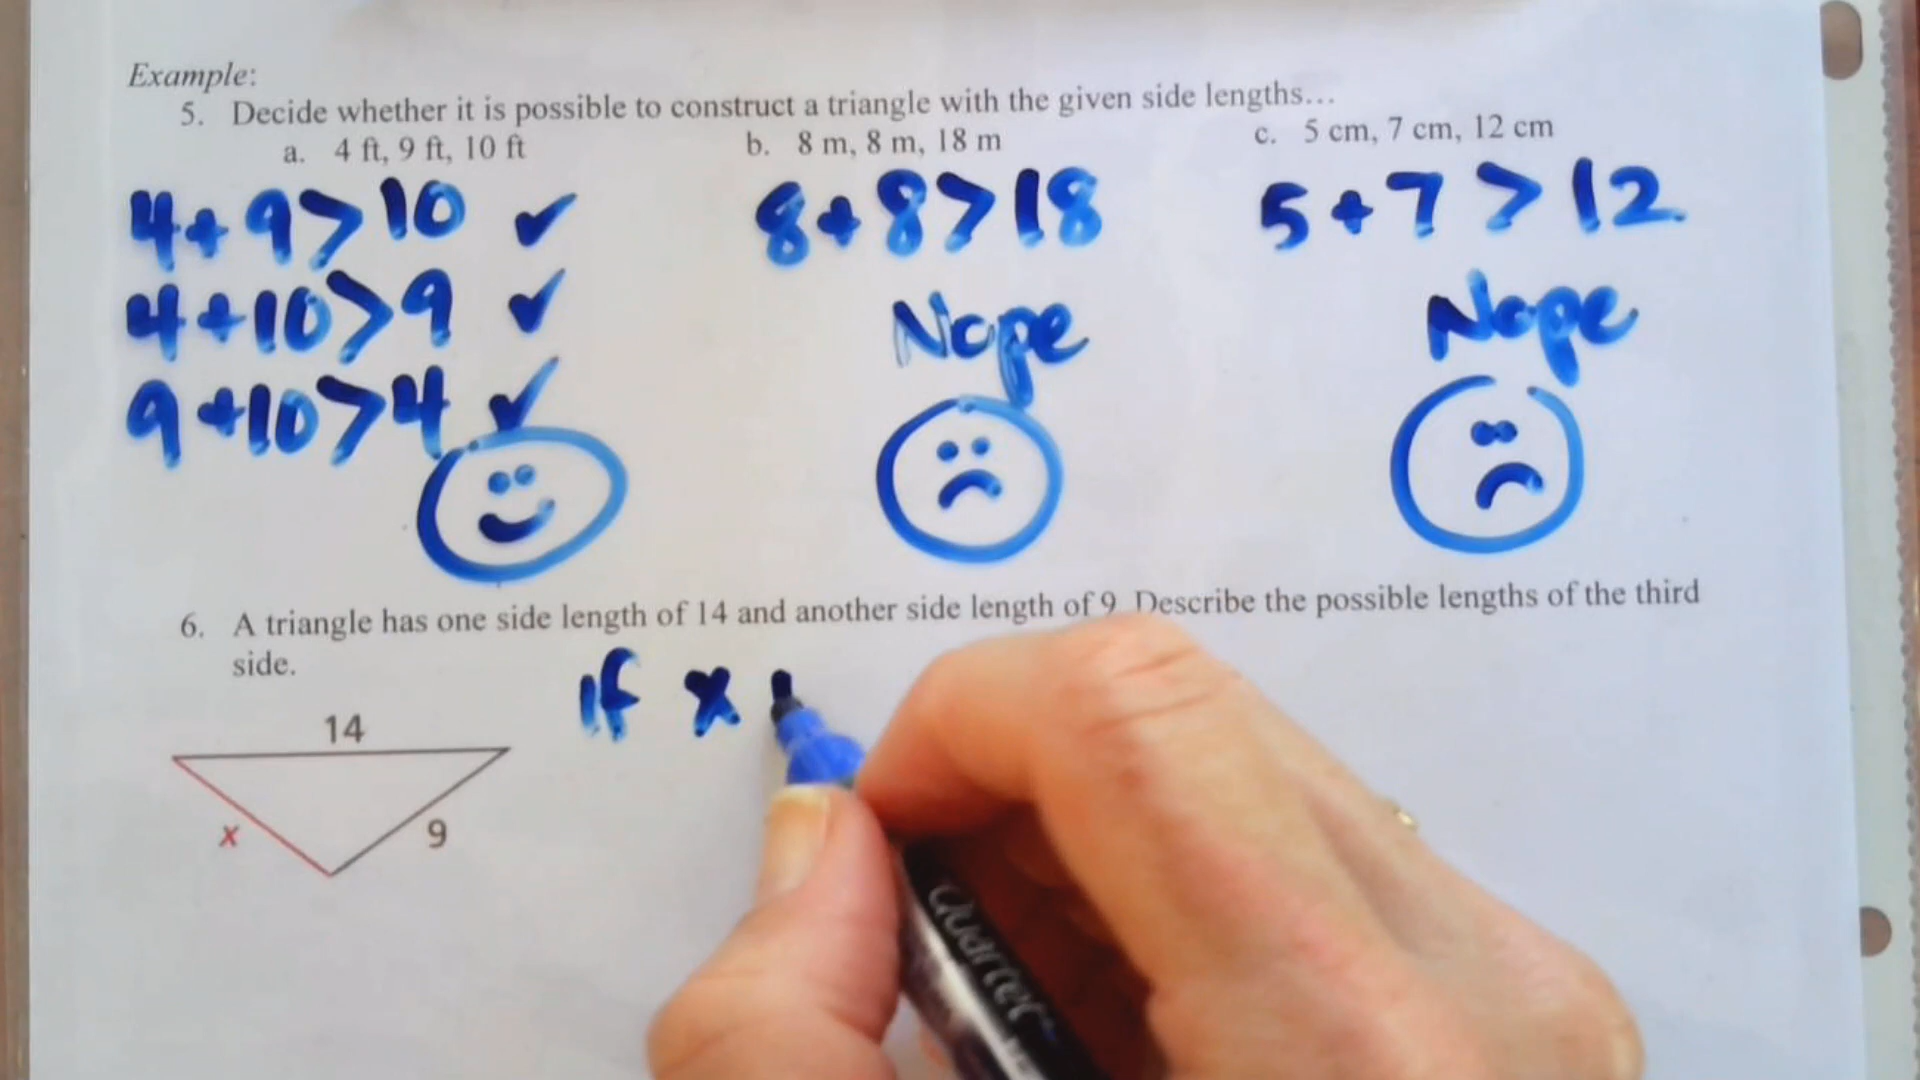 Example:
5. Decide whether it is possible to construct a triangle with the given side lengths...
a. 4 ft, 9 ft, 10 ft
b. 8 m, 8 m, 18 m
c. 5 cm, 7 cm, 12 cm
4+9>10 ✓
4+10>9 ✓
9+10>4 ✓
8+8>18
Nope
5+7>12
Nope
6. A triangle has one side length of 14 and another side length of 9. Describe the possible lengths of the third
side.
If x
14
x
9
Quartet